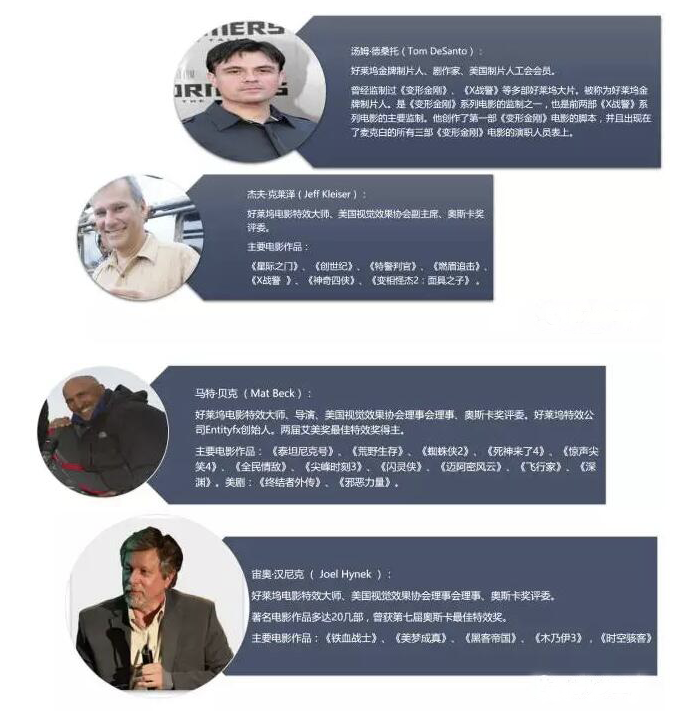 汤姆·德桑托（Tom DeSanto）：
好莱坞金牌制片人、剧作家、美国制片人工会会员。
曾经监制过《变形金刚》、《X战警》等多部好莱坞大片。被称为好莱坞金
牌制片人。是《变形金刚》系列电影的监制之一，也是前两部《X战警》系
列电影的主要监制。他创作了第一部《变形金刚》电影的脚本，并且出现在
了麦克白的所有三部《变形金刚》电影的演职人员表上。
杰夫·克莱泽（Jeff Kleiser）：
好莱坞电影特效大师、美国视觉效果协会副主席、奥斯卡奖
评委。
主要电影作品：
《星际之门》、《创世纪》、《特警判官》、《燃眉追击》、
《X战警 》、《神奇四侠》、《变相怪杰2：面具之子》。
马特·贝克 （Mat Beck）：
好莱坞电影特效大师、导演、美国视觉效果协会理事会理事、奥斯卡奖评委。好莱坞特效公
司Entityfx创始人。两届艾美奖最佳特效奖得主。
主要电影作品：《泰坦尼克号》、《荒野生存》、《蜘蛛侠2》、《死神来了4》、《惊声尖
笑4》、《全民情敌》、《尖峰时刻3》、《闪灵侠》、《迈阿密风云》、《飞行家》、《深
渊》。美剧：《终结者外传》、《邪恶力量》。
宙奥·汉尼克 （ Joel Hynek ）：
好莱坞电影特效大师、美国视觉效果协会理事会理事、奥斯卡奖评委。
著名电影作品多达20几部，曾获第七届奥斯卡最佳特效奖。
主要电影作品：《铁血战士》、《美梦成真》、《黑客帝国》、《木乃伊3》，《时空骇客》